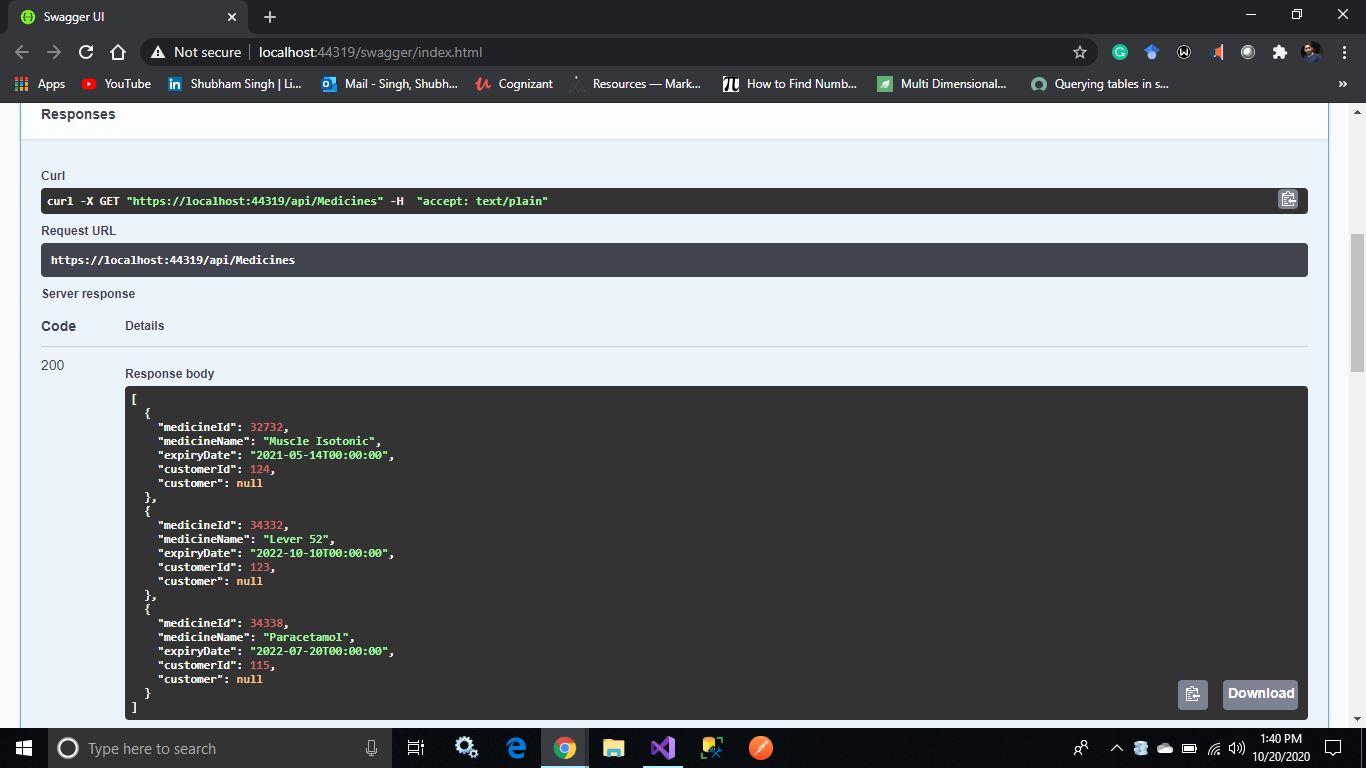 Swagger UI
Not secure
localhost:44319/swagger/index.html
Apps
YouTube
Shubham Singh | Li...
Mail - Singh, Shubh...
Cognizant
Resources — Mark...
How to Find Numb...
Multi Dimensional...
Querying tables in s...
»
Responses
Curl
curl -X GET "https://localhost:44319/api/Medicines" -H  "accept: text/plain"
Request URL
https://localhost:44319/api/Medicines
Server response
Code Details
200
Response body
[
  {
    "medicineId": 32732,
    "medicineName": "Muscle Isotonic",
    "expiryDate": "2021-05-14T00:00:00",
    "customerId": 124,
    "customer": null
  },
  {
    "medicineId": 34332,
    "medicineName": "Lever 52",
    "expiryDate": "2022-10-10T00:00:00",
    "customerId": 123,
    "customer": null
  },
  {
    "medicineId": 34338,
    "medicineName": "Paracetamol",
    "expiryDate": "2022-07-20T00:00:00",
    "customerId": 115,
    "customer": null
  }
]
Download
Type here to search
1:40 PM
10/20/2020